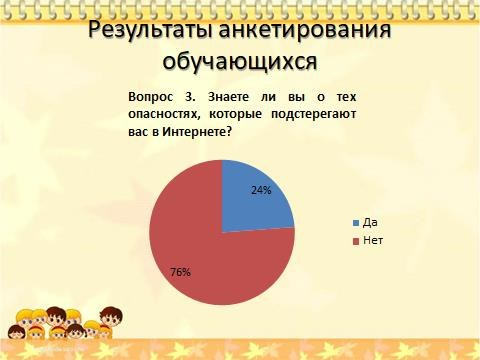 Результаты анкетирования
обучающихся
Вопрос 3. Знаете ли вы о тех
опасностях, которые подстерегают
вас в Интернете?
24%
76%
Да
Нет